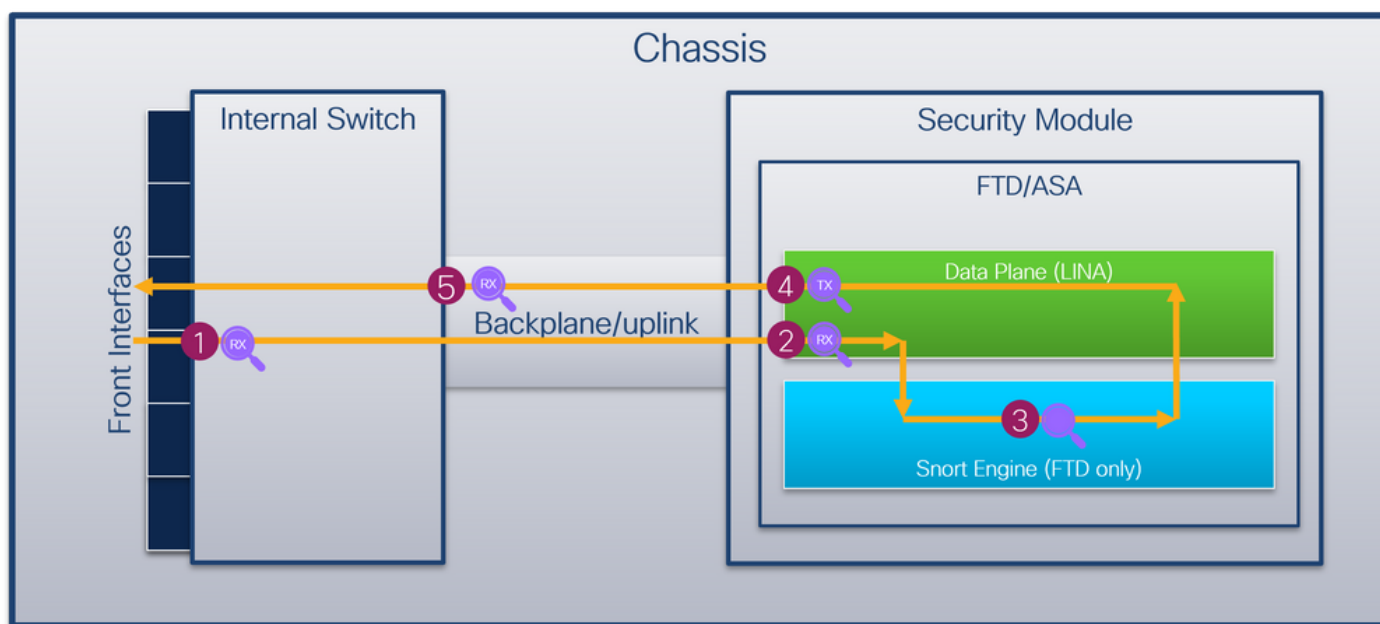 Chassis
Internal Switch
Security Module
FTD/ASA
Front Interfaces
Data Plane (LINA)
5
RX
4
TX
Backplane/uplink
1
RX
2
RX
3
Snort Engine (FTD only)